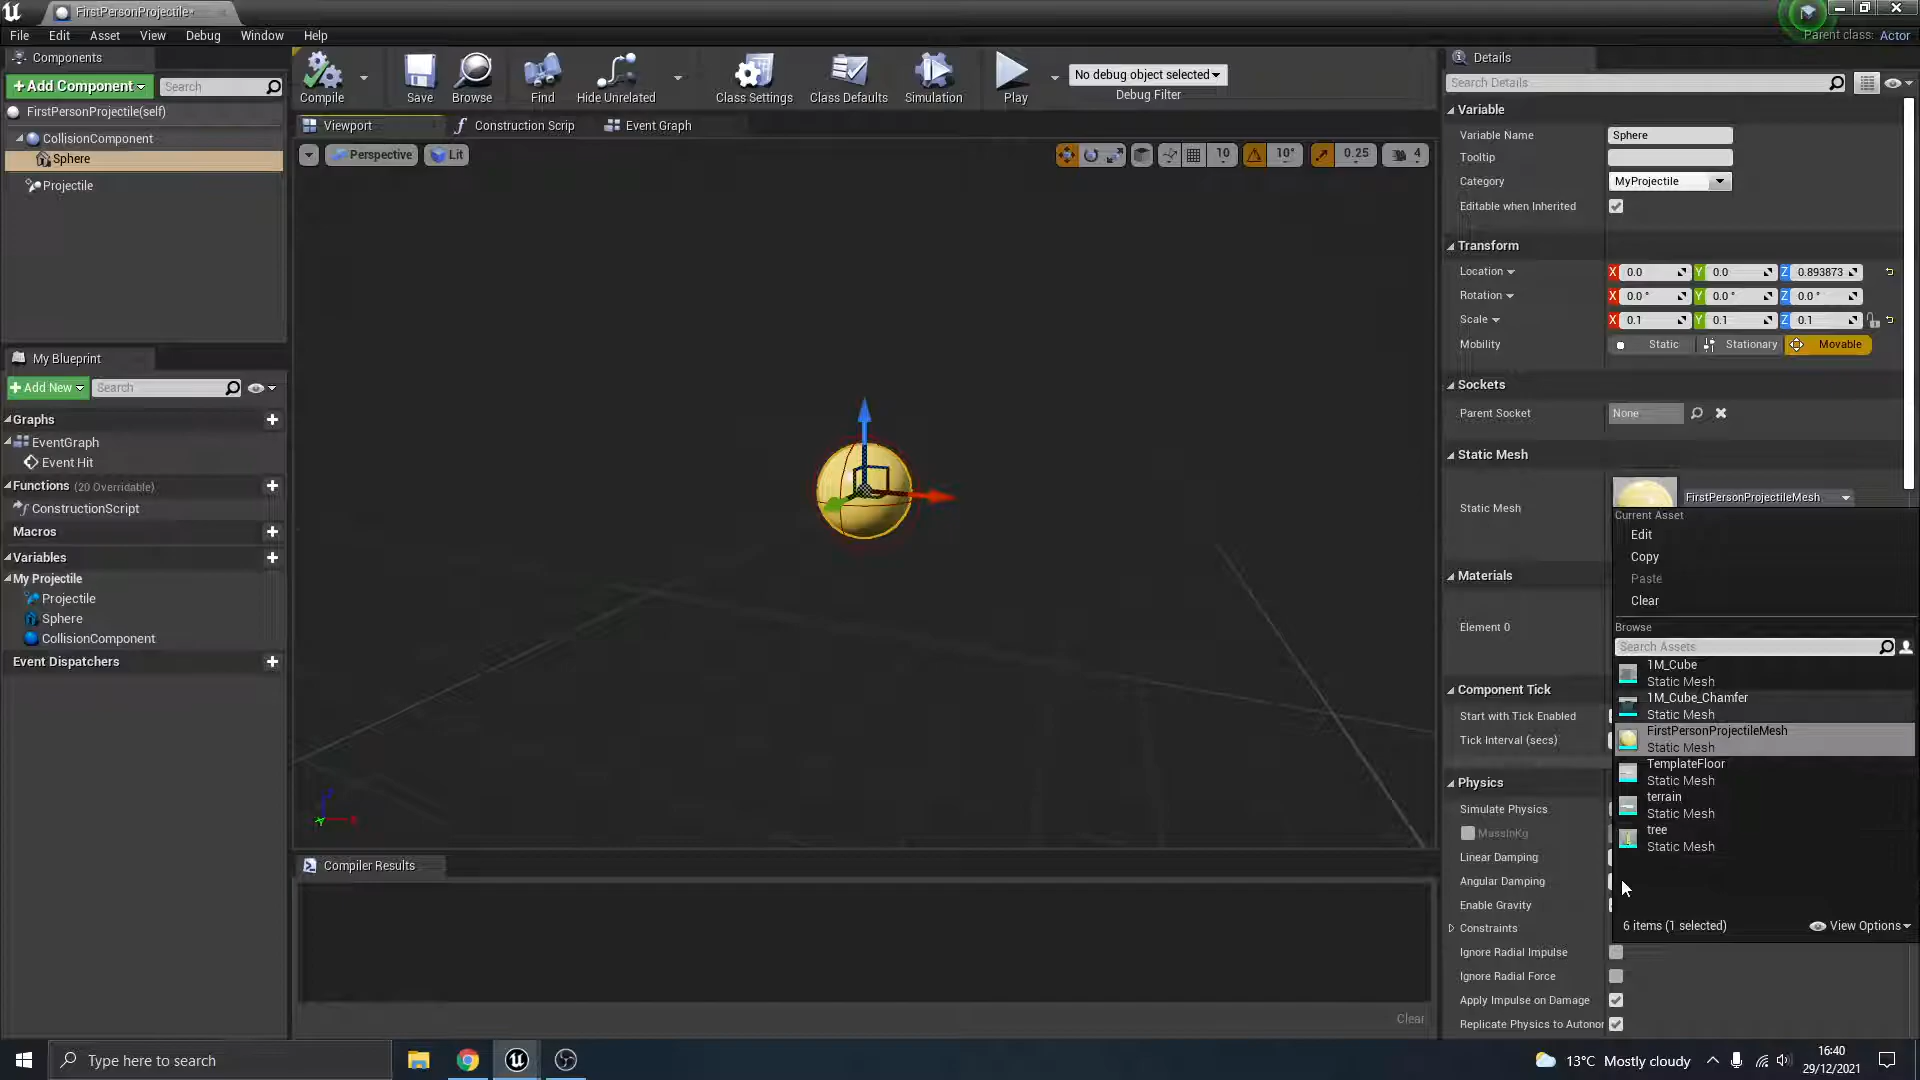 FirstPersonProjectile*
File Edit Asset View Debug Window Help
Parent class: Actor
Components
+Add Component Search
FirstPersonProjectile(self)
CollisionComponent
Sphere
Projectile
My Blueprint
+Add New Search
Graphs
EventGraph
Event Hit
Functions (20 Overridable)
ConstructionScript
Macros
Variables
My Projectile
Projectile
Sphere
CollisionComponent
Event Dispatchers
Compile Save Browse Find Hide Unrelated Class Settings Class Defaults Simulation Play
No debug object selected
Debug Filter
Viewport Construction Scrip Event Graph
Perspective Lit 10 10° 0.25 4
Compiler Results
Clear
Details
Search Details
Variable
Variable Name Sphere
Tooltip
Category MyProjectile
Editable when Inherited
Transform
Location X 0.0 Y 0.0 Z 0.893873
Rotation X 0.0 ° Y 0.0 ° Z 0.0 °
Scale X 0.1 Y 0.1 Z 0.1
Mobility Static Stationary Movable
Sockets
Parent Socket None
Static Mesh
Static Mesh FirstPersonProjectileMesh
Current Asset
Edit
Copy
Paste
Clear
Browse
Search Assets
1M_Cube
Static Mesh
1M_Cube_Chamfer
Static Mesh
FirstPersonProjectileMesh
Static Mesh
TemplateFloor
Static Mesh
terrain
Static Mesh
tree
Static Mesh
6 items (1 selected) View Options
Materials
Element 0
Component Tick
Start with Tick Enabled
Tick Interval (secs)
Physics
Simulate Physics
MassInKg
Linear Damping
Angular Damping
Enable Gravity
Constraints
Ignore Radial Impulse
Ignore Radial Force
Apply Impulse on Damage
Replicate Physics to Autonor
Type here to search
13°C Mostly cloudy
16:40
29/12/2021